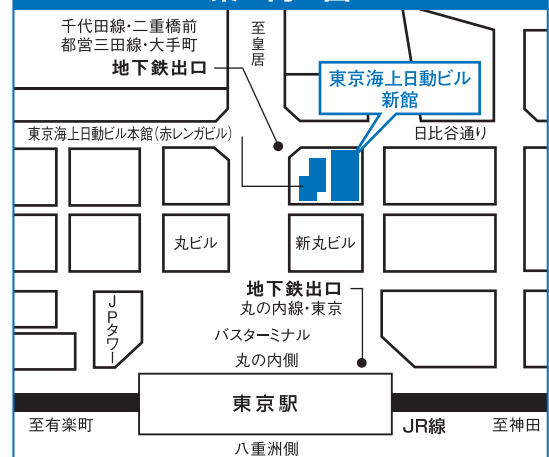 千代田線・二重橋前
都営三田線・大手町
地下鉄出口
至皇居
東京海上日動ビル
新館
東京海上日動ビル本館(赤レンガビル)
日比谷通り
丸ビル
新丸ビル
地下鉄出口
丸の内線・東京
JPタワー
バスターミナル
丸の内側
東京駅
至有楽町
JR線
至神田
八重洲側